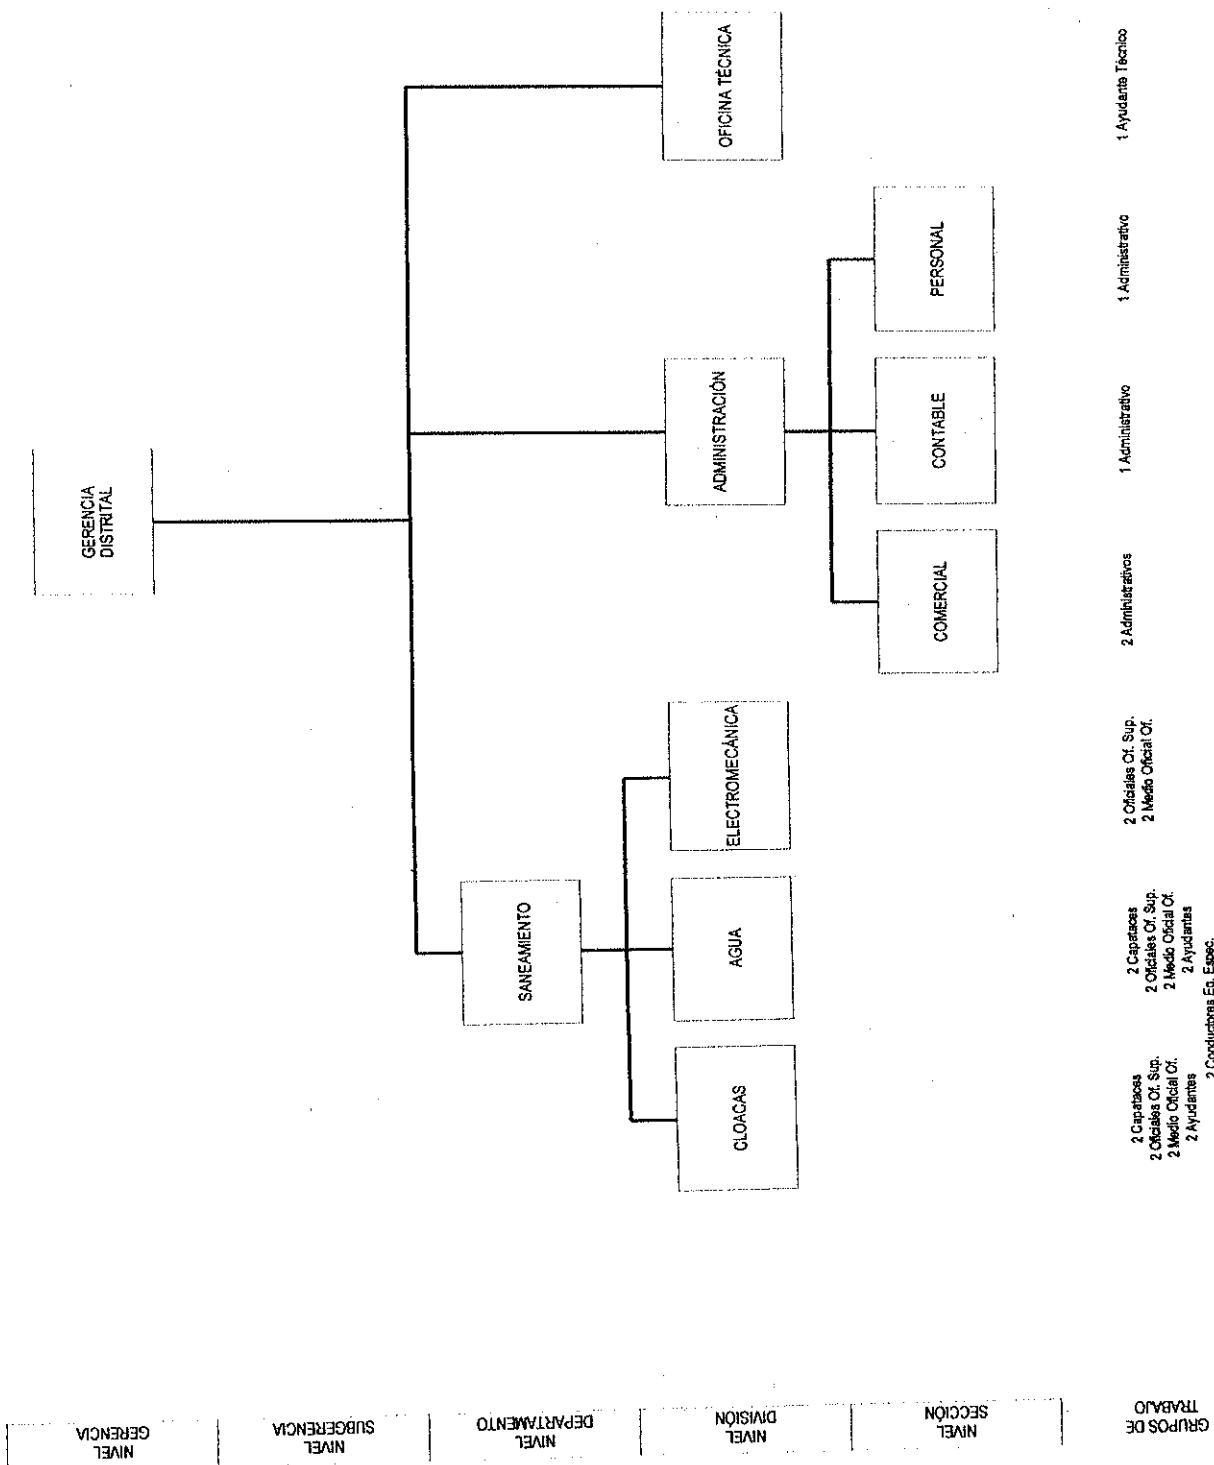 GERENCIA
DISTRITAL
SANEAMIENTO
CLOACAS
AGUA
ELECTROMECÁNICA
ADMINISTRACIÓN
OFICINA TÉCNICA
COMERCIAL
CONTABLE
PERSONAL
2 Capataces
2 Oficiales Of. Sup.
2 Medio Oficial Of.
2 Ayudantes
2 Conductores Eq. Espec.
2 Capataces
2 Oficiales Of. Sup.
2 Medio Oficial Of.
2 Ayudantes
2 Oficiales Of. Sup.
2 Medio Oficial Of.
2 Administrativos
1 Administrativo
1 Administrativo
1 Ayudante Técnico
NIVEL
GERENCIA
NIVEL
SUBGERENCIA
NIVEL
DEPARTAMENTO
NIVEL
DIVISIÓN
NIVEL
SECCIÓN
GRUPOS DE
TRABAJO